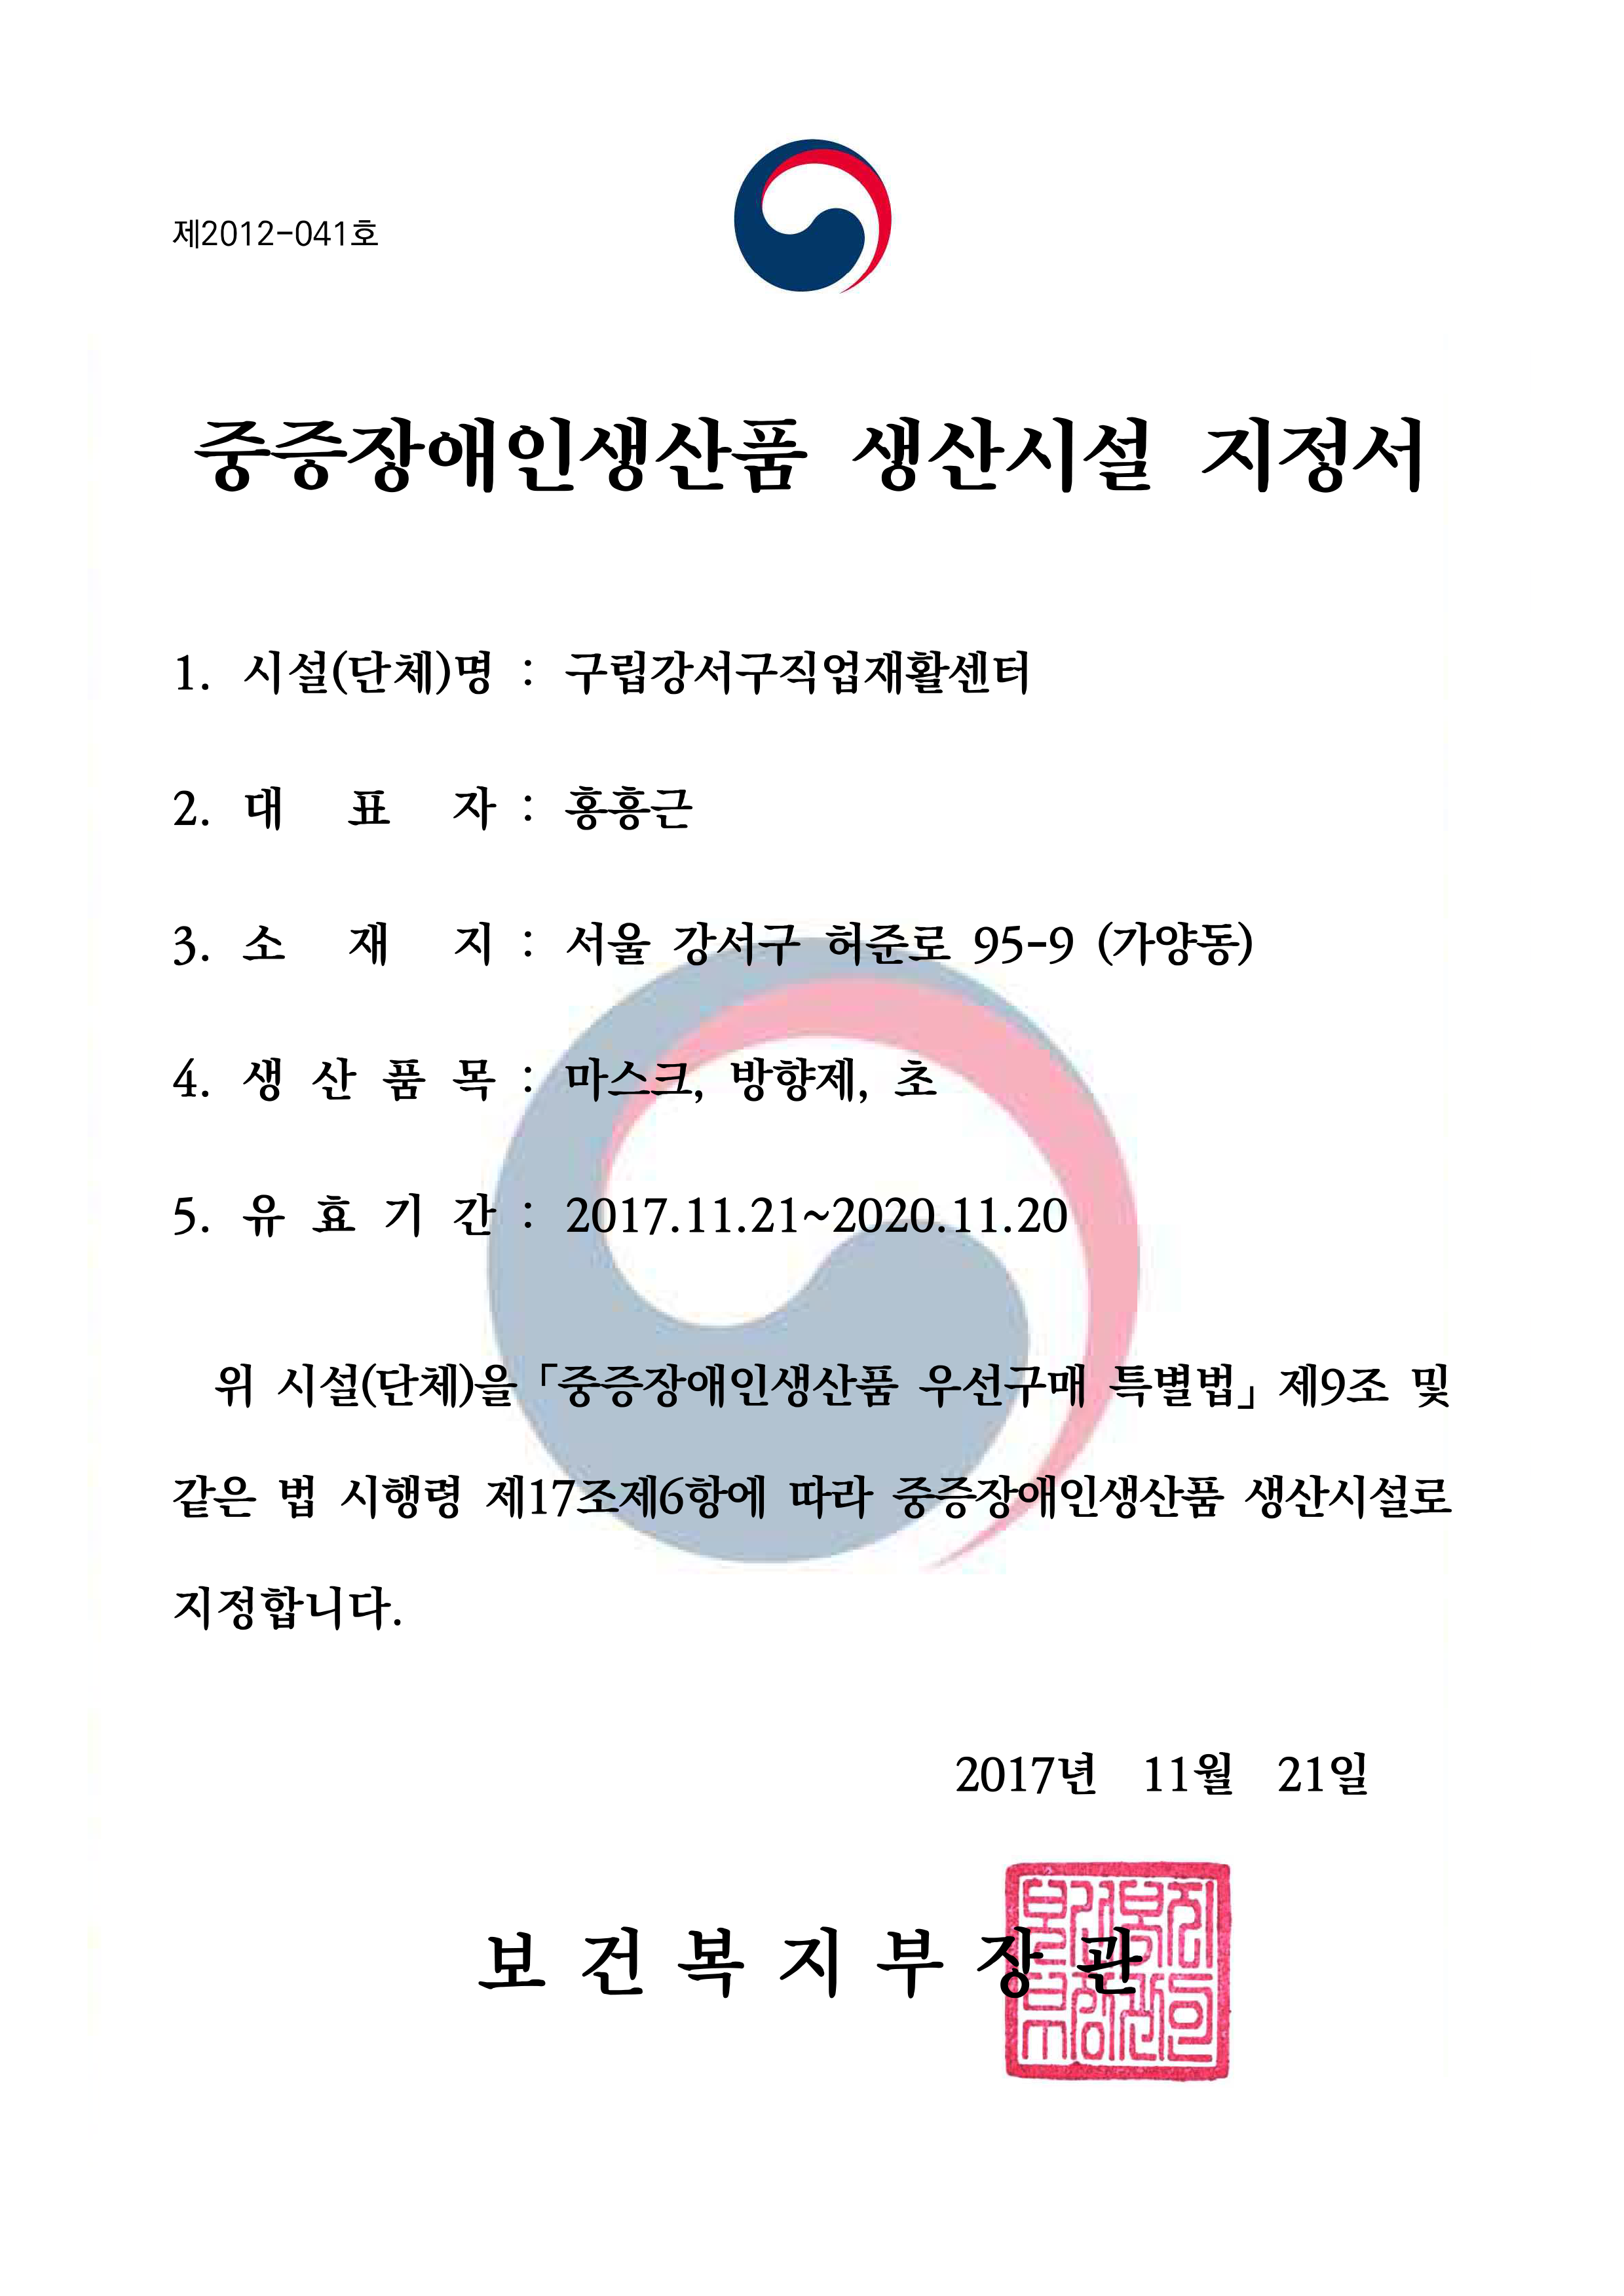 제2012-041호
중증장애인생산품 생산시설 지정서
1. 시설(단체)명 : 구립강서구직업재활센터
2. 대 표 자 : 홍흥근
3. 소 재 지 : 서울 강서구 허준로 95-9 (가양동)
4. 생 산 품 목 : 마스크, 방향제, 초
5. 유 효 기 간 : 2017.11.21~2020.11.20
위 시설(단체)을 「중증장애인생산품 우선구매 특별법」 제9조 및
같은 법 시행령 제17조제6항에 따라 중증장애인생산품 생산시설로
지정합니다.
2017년 11월 21일
보 건 복 지 부 장 관